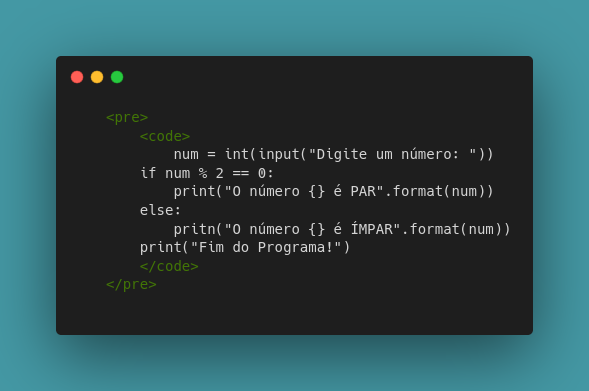 <pre>
<code>
num = int(input("Digite um número: "))
if num % 2 == 0:
print("O número {} é PAR".format(num))
else:
pritn("O número {} é ÍMPAR".format(num))
print("Fim do Programa!")
</code>
</pre>